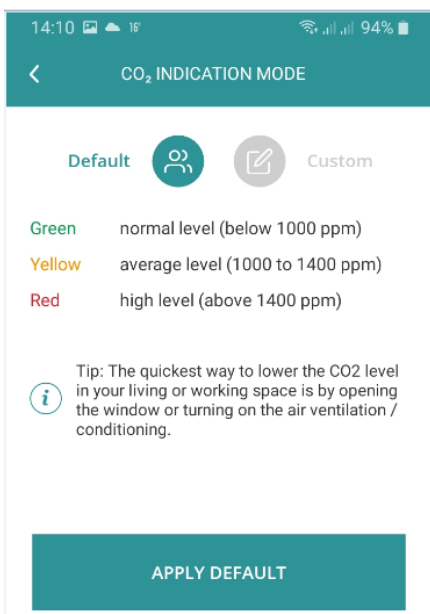 14:10 16° 94%
CO₂ INDICATION MODE
Default Custom
Green normal level (below 1000 ppm)
Yellow average level (1000 to 1400 ppm)
Red high level (above 1400 ppm)
Tip: The quickest way to lower the CO2 level
in your living or working space is by opening
the window or turning on the air ventilation /
conditioning.
APPLY DEFAULT